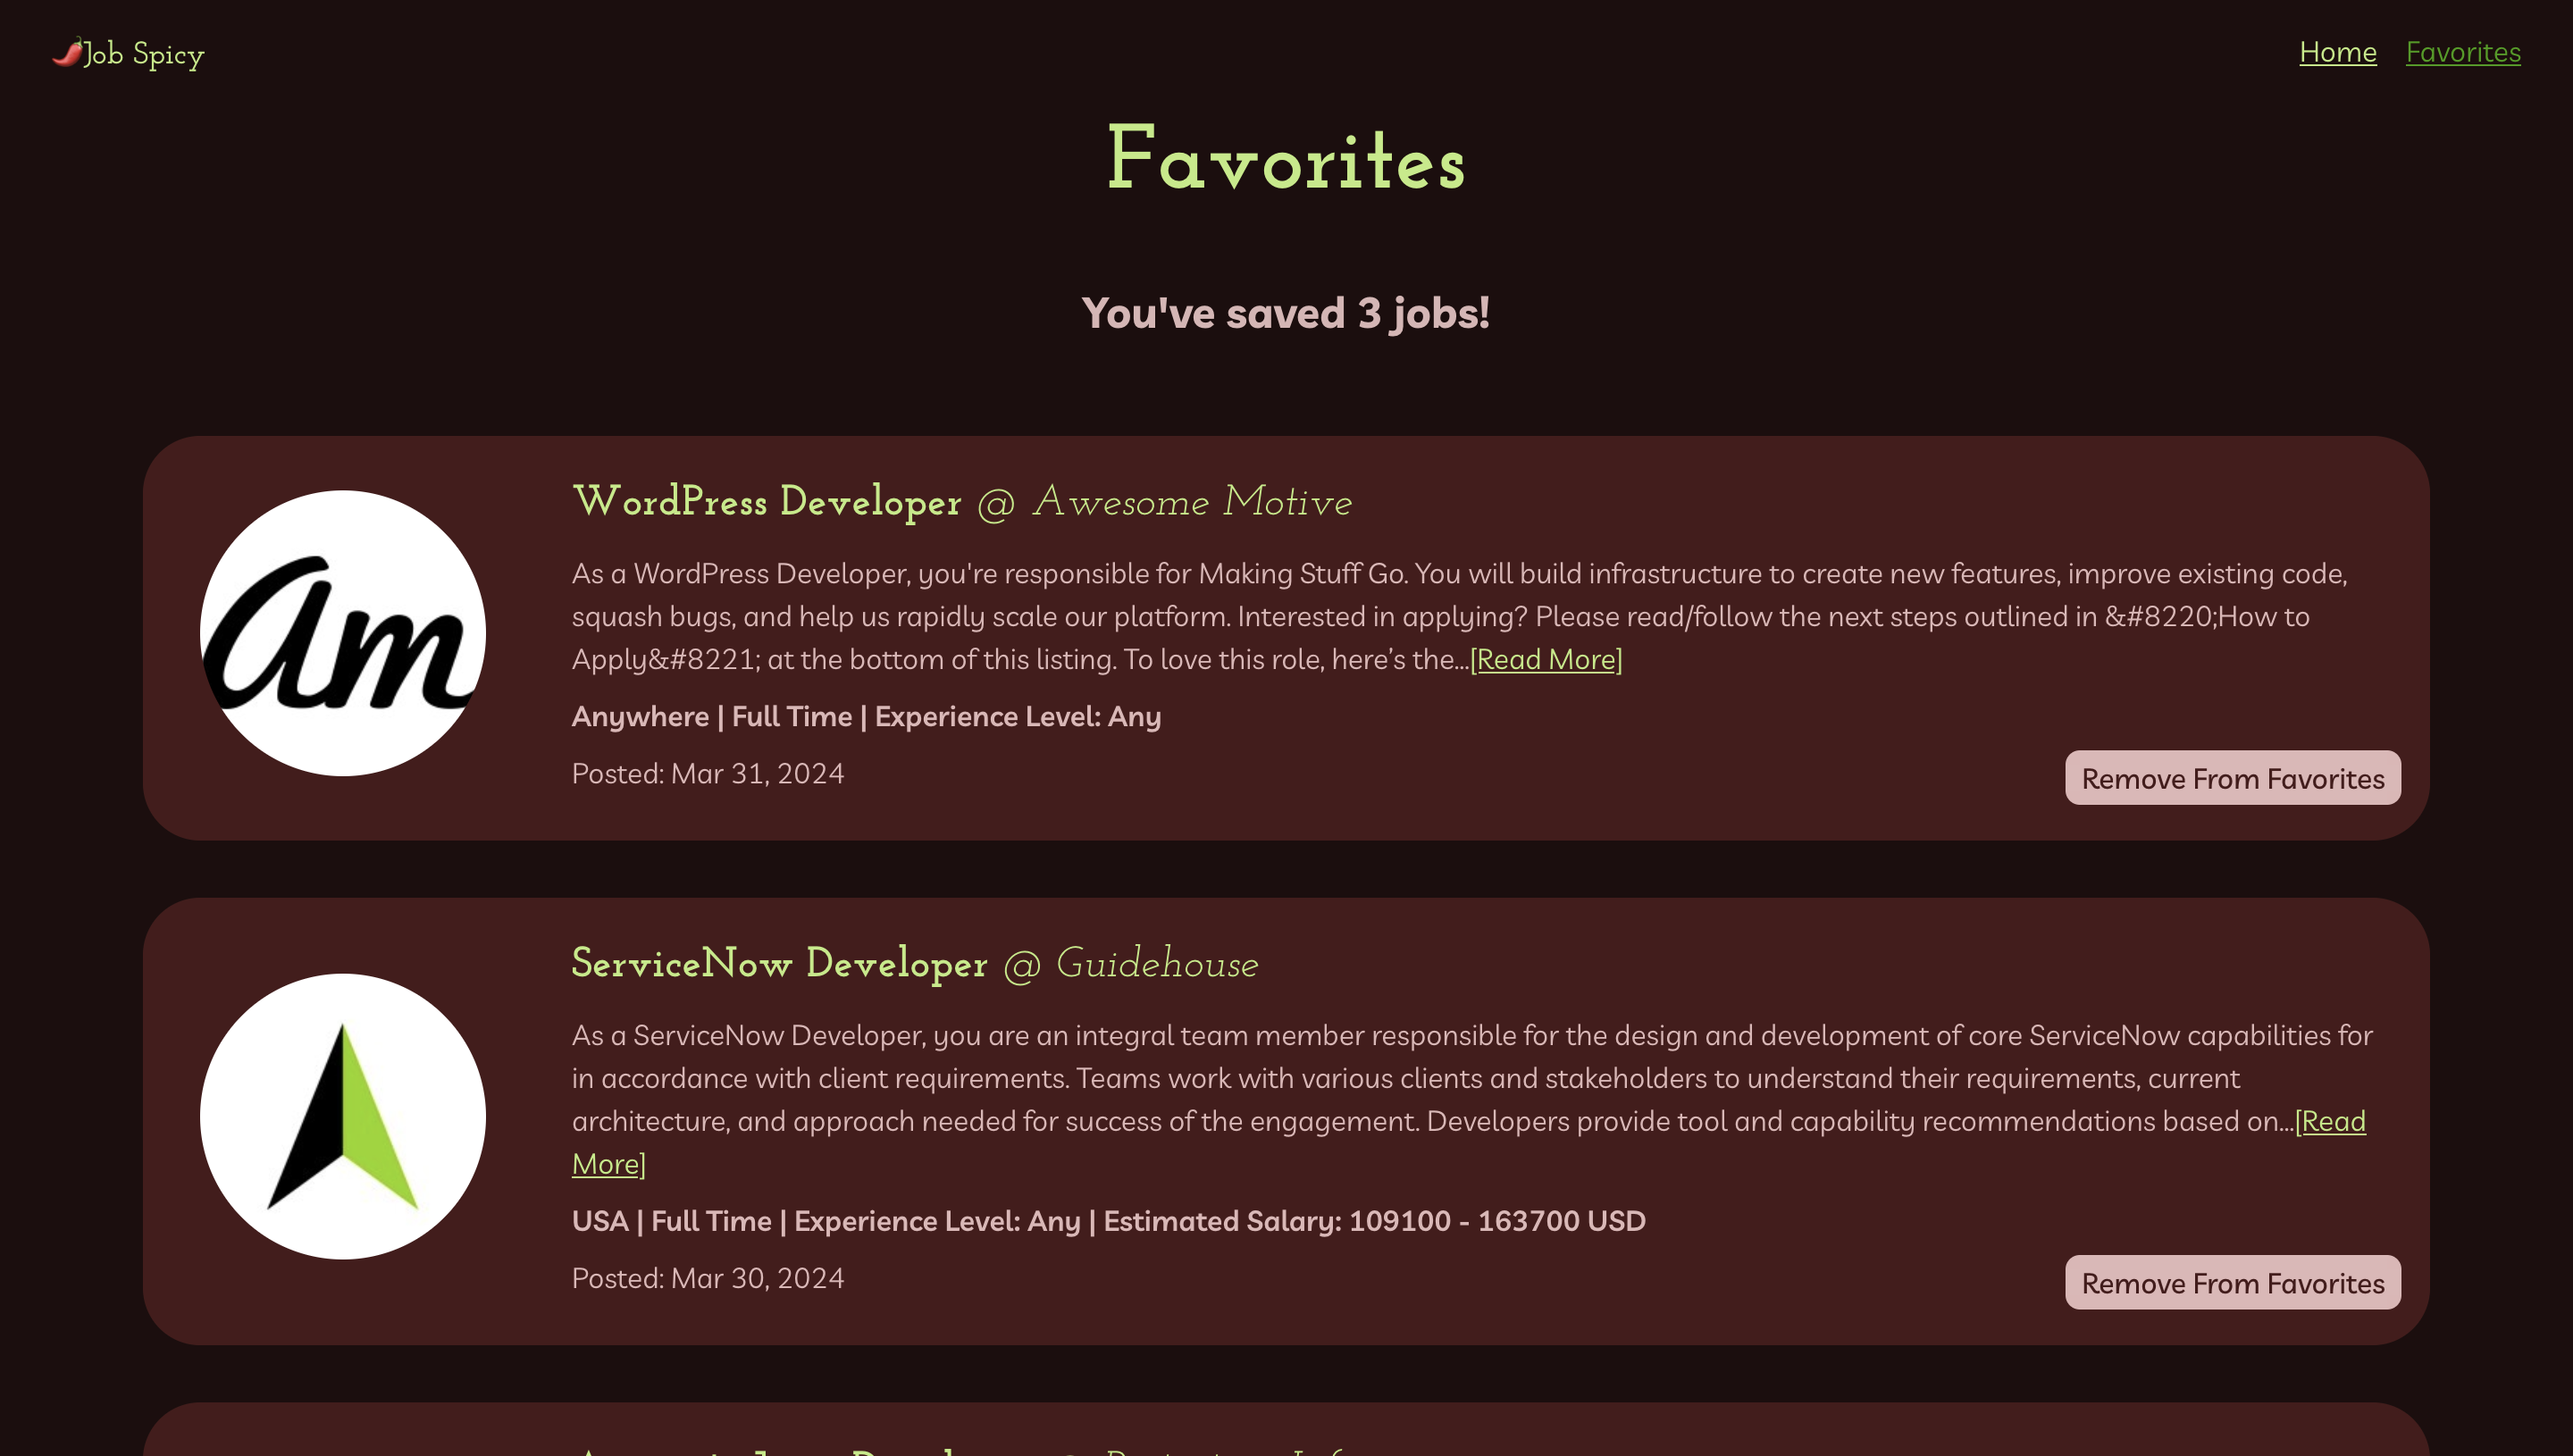 Job Spicy
Home Favorites
Favorites
You've saved 3 jobs!
am
WordPress Developer @ Awesome Motive
As a WordPress Developer, you're responsible for Making Stuff Go. You will build infrastructure to create new features, improve existing code,
squash bugs, and help us rapidly scale our platform. Interested in applying? Please read/follow the next steps outlined in &#8220;How to
Apply&#8221; at the bottom of this listing. To love this role, here’s the...[Read More]
Anywhere | Full Time | Experience Level: Any
Posted: Mar 31, 2024
Remove From Favorites
ServiceNow Developer @ Guidehouse
As a ServiceNow Developer, you are an integral team member responsible for the design and development of core ServiceNow capabilities for
in accordance with client requirements. Teams work with various clients and stakeholders to understand their requirements, current
architecture, and approach needed for success of the engagement. Developers provide tool and capability recommendations based on...[Read
More]
USA | Full Time | Experience Level: Any | Estimated Salary: 109100 - 163700 USD
Posted: Mar 30, 2024
Remove From Favorites